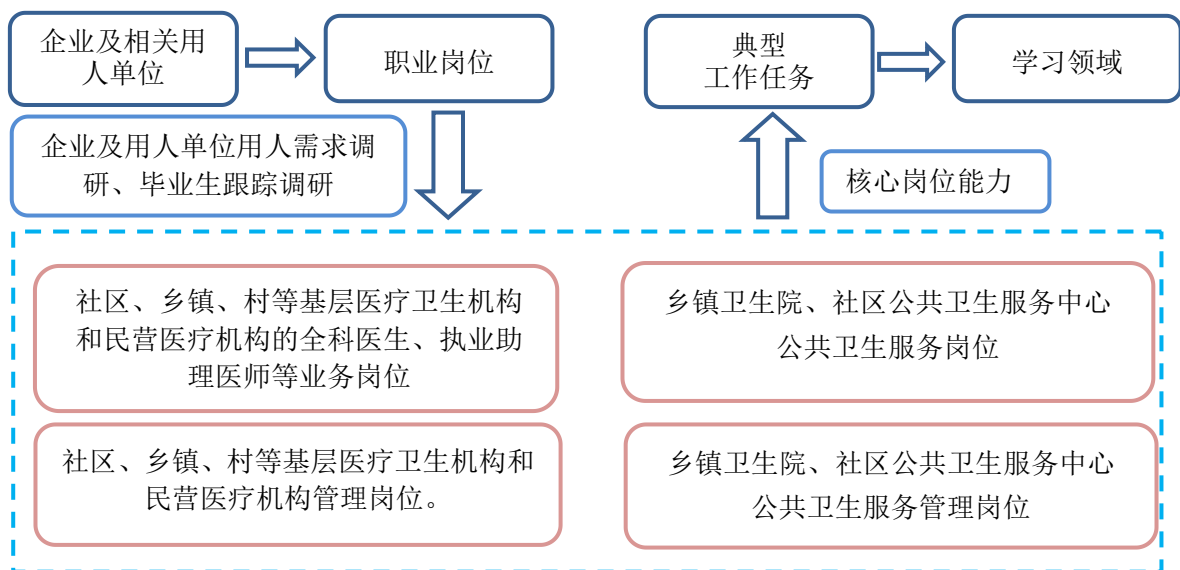 企业及相关用
人单位
职业岗位
典型
工作任务
学习领域
企业及用人单位用人需求调
研、毕业生跟踪调研
核心岗位能力
社区、乡镇、村等基层医疗卫生机构
和民营医疗机构的全科医生、执业助
理医师等业务岗位
乡镇卫生院、社区公共卫生服务中心
公共卫生服务岗位
社区、乡镇、村等基层医疗卫生机构和
民营医疗机构管理岗位。
乡镇卫生院、社区公共卫生服务中心
公共卫生服务管理岗位